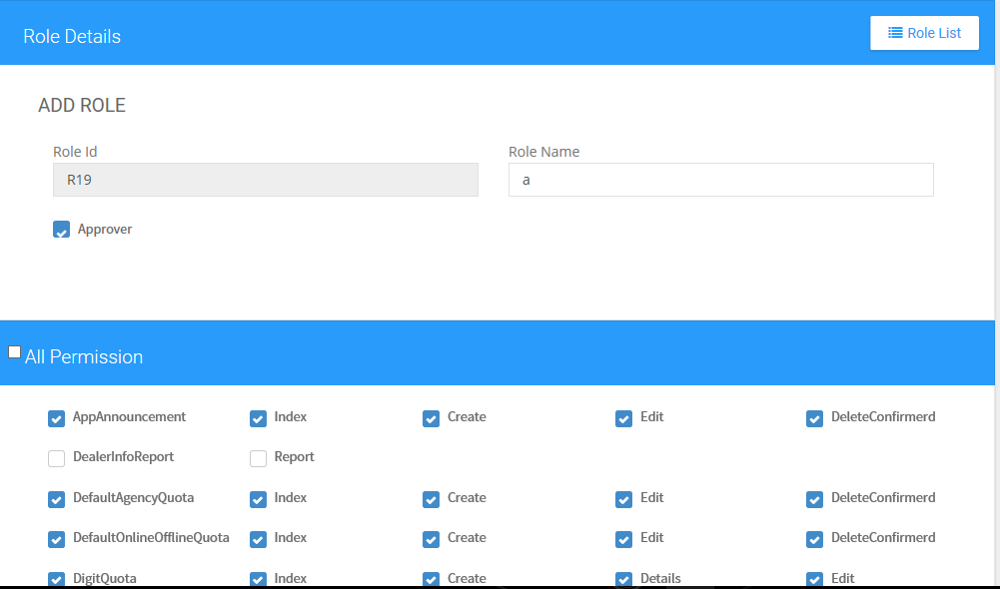 Role Details
Role List
ADD ROLE
Role Id
Role Name
R19
a
Approver
All Permission
AppAnnouncement Index Create Edit DeleteConfirmerd
DealerInfoReport Report
DefaultAgencyQuota Index Create Edit DeleteConfirmerd
DefaultOnlineOfflineQuota Index Create Edit DeleteConfirmerd
DigitQuota Index Create Details Edit